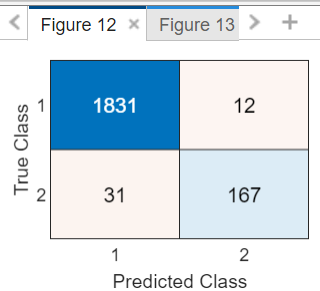 Figure 12 × Figure 13
True Class
1 1831 12
2 31 167
1 2
Predicted Class